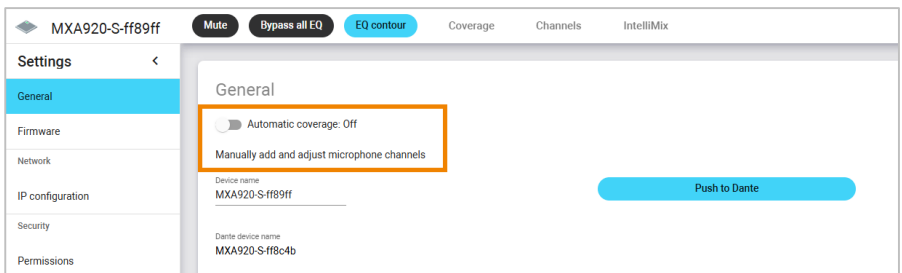 MXA920-S-ff89ff
Mute
Bypass all EQ
EQ contour
Coverage
Channels
IntelliMix
Settings
General
Firmware
Network
IP configuration
Security
Permissions
General
Automatic coverage: Off
Manually add and adjust microphone channels
Device name
MXA920-S-ff89ff
Push to Dante
Dante device name
MXA920-S-ff8c4b